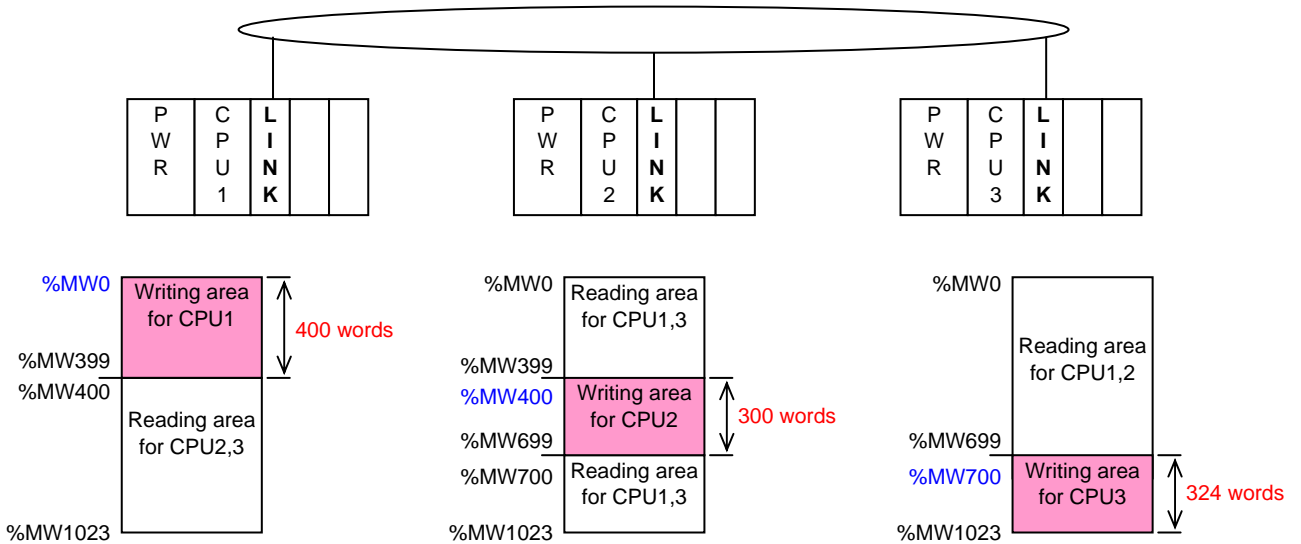 P
W
R
C
P
U
1
L
I
N
K
P
W
R
C
P
U
2
L
I
N
K
P
W
R
C
P
U
3
L
I
N
K
%MW0
Writing area
for CPU1
400 words
%MW399
%MW400
Reading area
for CPU2,3
%MW1023
%MW0
Reading area
for CPU1,3
%MW399
%MW400
Writing area
for CPU2
300 words
%MW699
%MW700
Reading area
for CPU1,3
%MW1023
%MW0
Reading area
for CPU1,2
%MW699
%MW700
Writing area
for CPU3
324 words
%MW1023